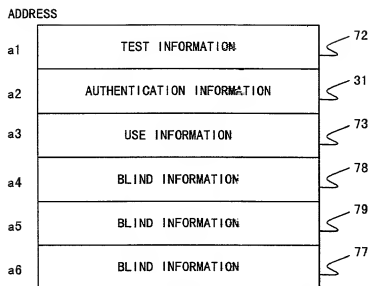 ADDRESS
a1 TEST INFORMATION 72
a2 AUTHENTICATION INFORMATION 31
a3 USE INFORMATION 73
a4 BLIND INFORMATION 78
a5 BLIND INFORMATION 79
a6 BLIND INFORMATION 77